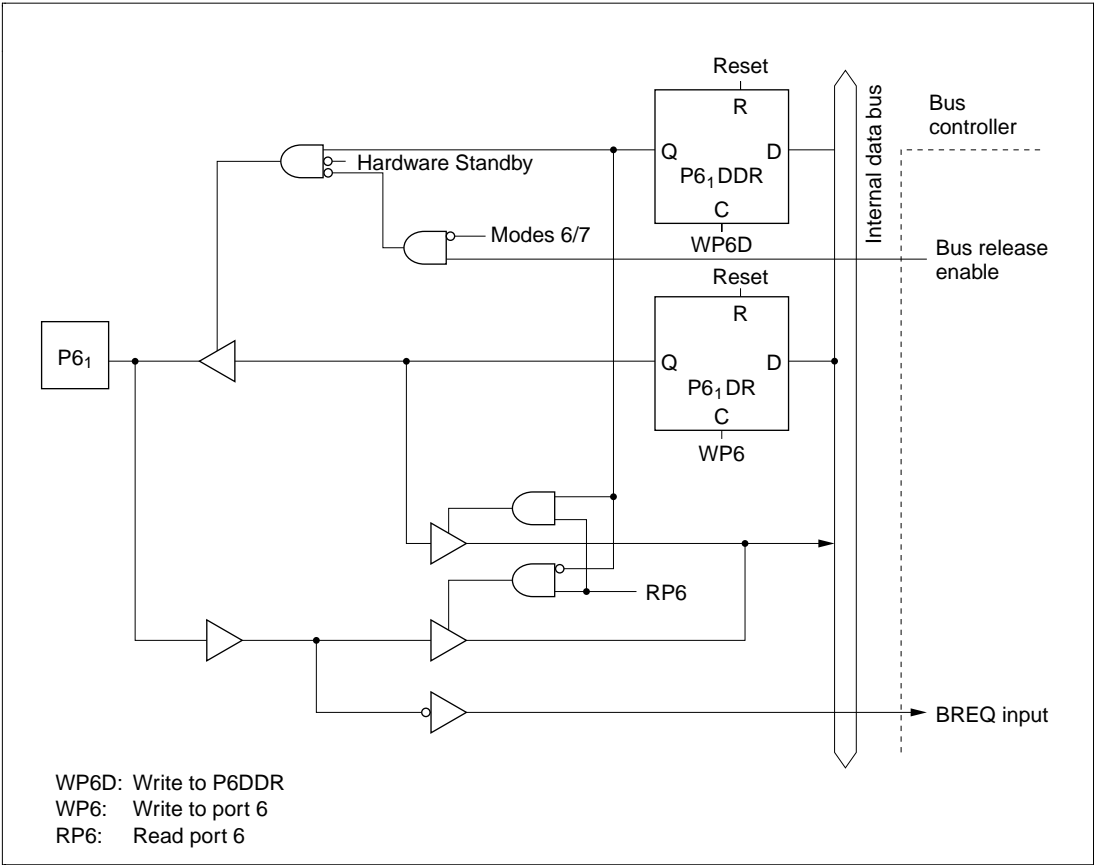 Reset
R
Q
D
P6₁DDR
C
WP6D
Hardware Standby
Modes 6/7
Internal data bus
Bus
controller
Bus release
enable
Reset
R
Q
D
P6₁DR
C
WP6
P6₁
RP6
BREQ input
WP6D: Write to P6DDR
WP6: Write to port 6
RP6: Read port 6